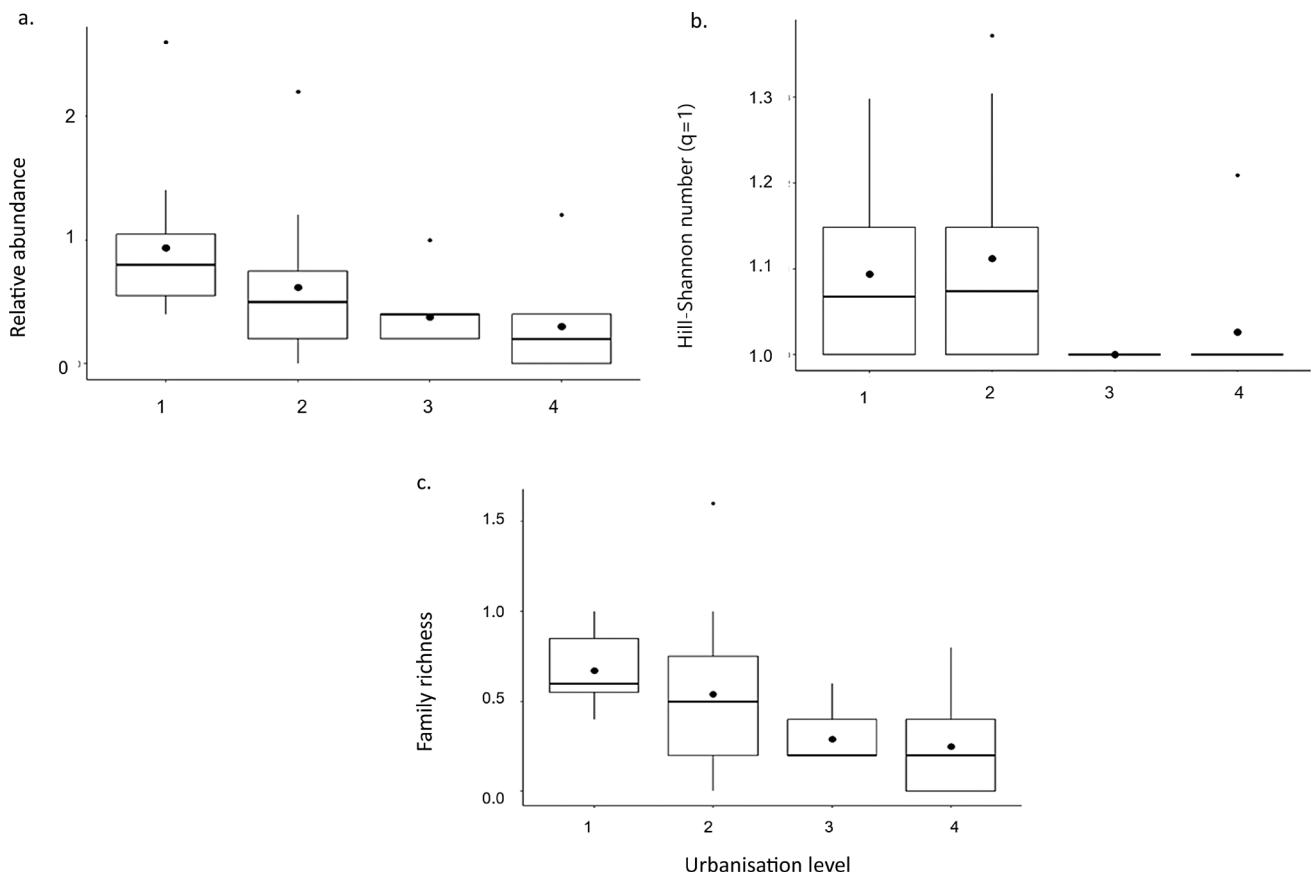 a.
Relative abundance
2
1
0
1 2 3 4
b.
Hill-Shannon number (q=1)
1.3
1.2
1.1
1.0
1 2 3 4
c.
Family richness
1.5
1.0
0.5
0.0
1 2 3 4
Urbanisation level